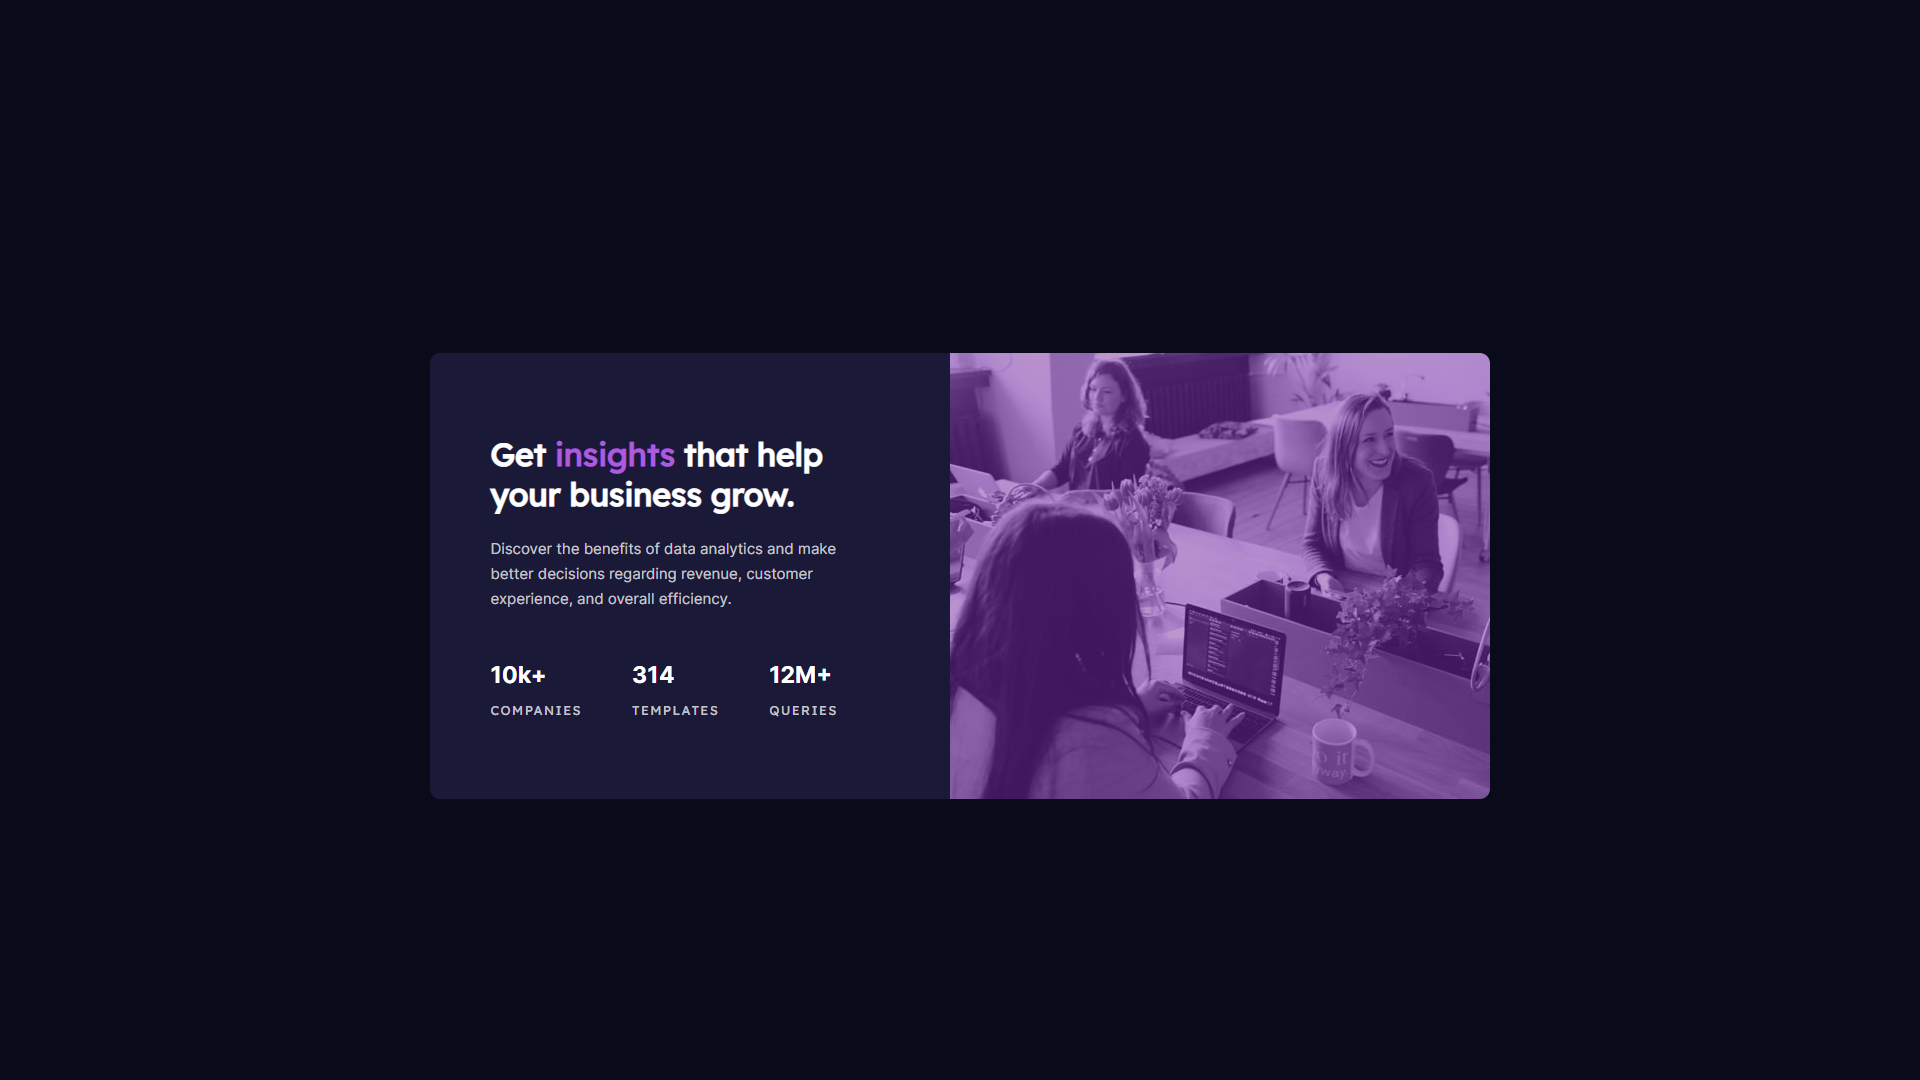 Get insights that help
your business grow.
Discover the benefits of data analytics and make
better decisions regarding revenue, customer
experience, and overall efficiency.
10k+ 314 12M+
COMPANIES TEMPLATES QUERIES